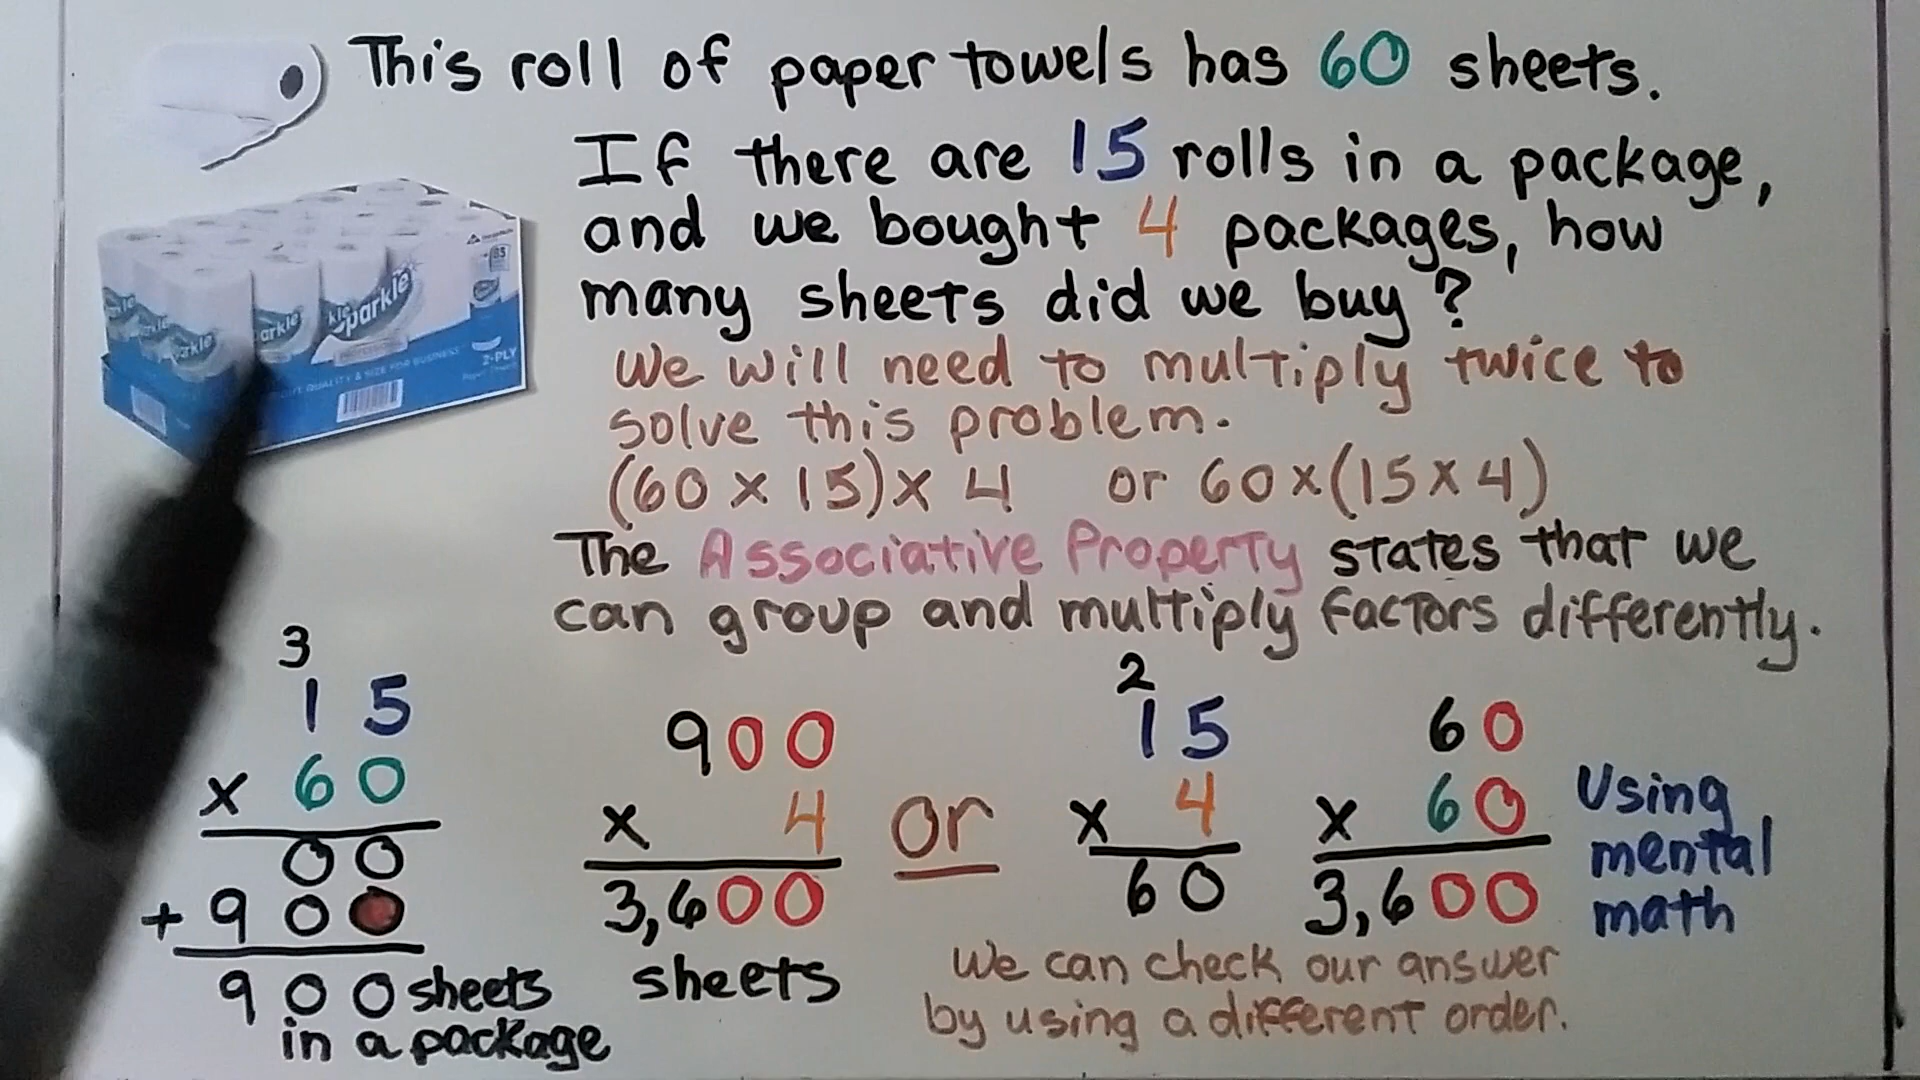 This roll of paper towels has 60 sheets.
If there are 15 rolls in a package,
and we bought 4 packages, how
many sheets did we buy?
We will need to multiply twice to
solve this problem.
(60 x 15) x 4 or 60 x (15 x 4)
The Associative Property states that we
can group and multiply factors differently.
3
15
x 60
00
+ 900
900 sheets
in a package
900
x 4
3,600
sheets
or
2
15
x 4
60
60
x 60
3,600
Using
mental
math
We can check our answer
by using a different order.
Sparkle
2-PLY